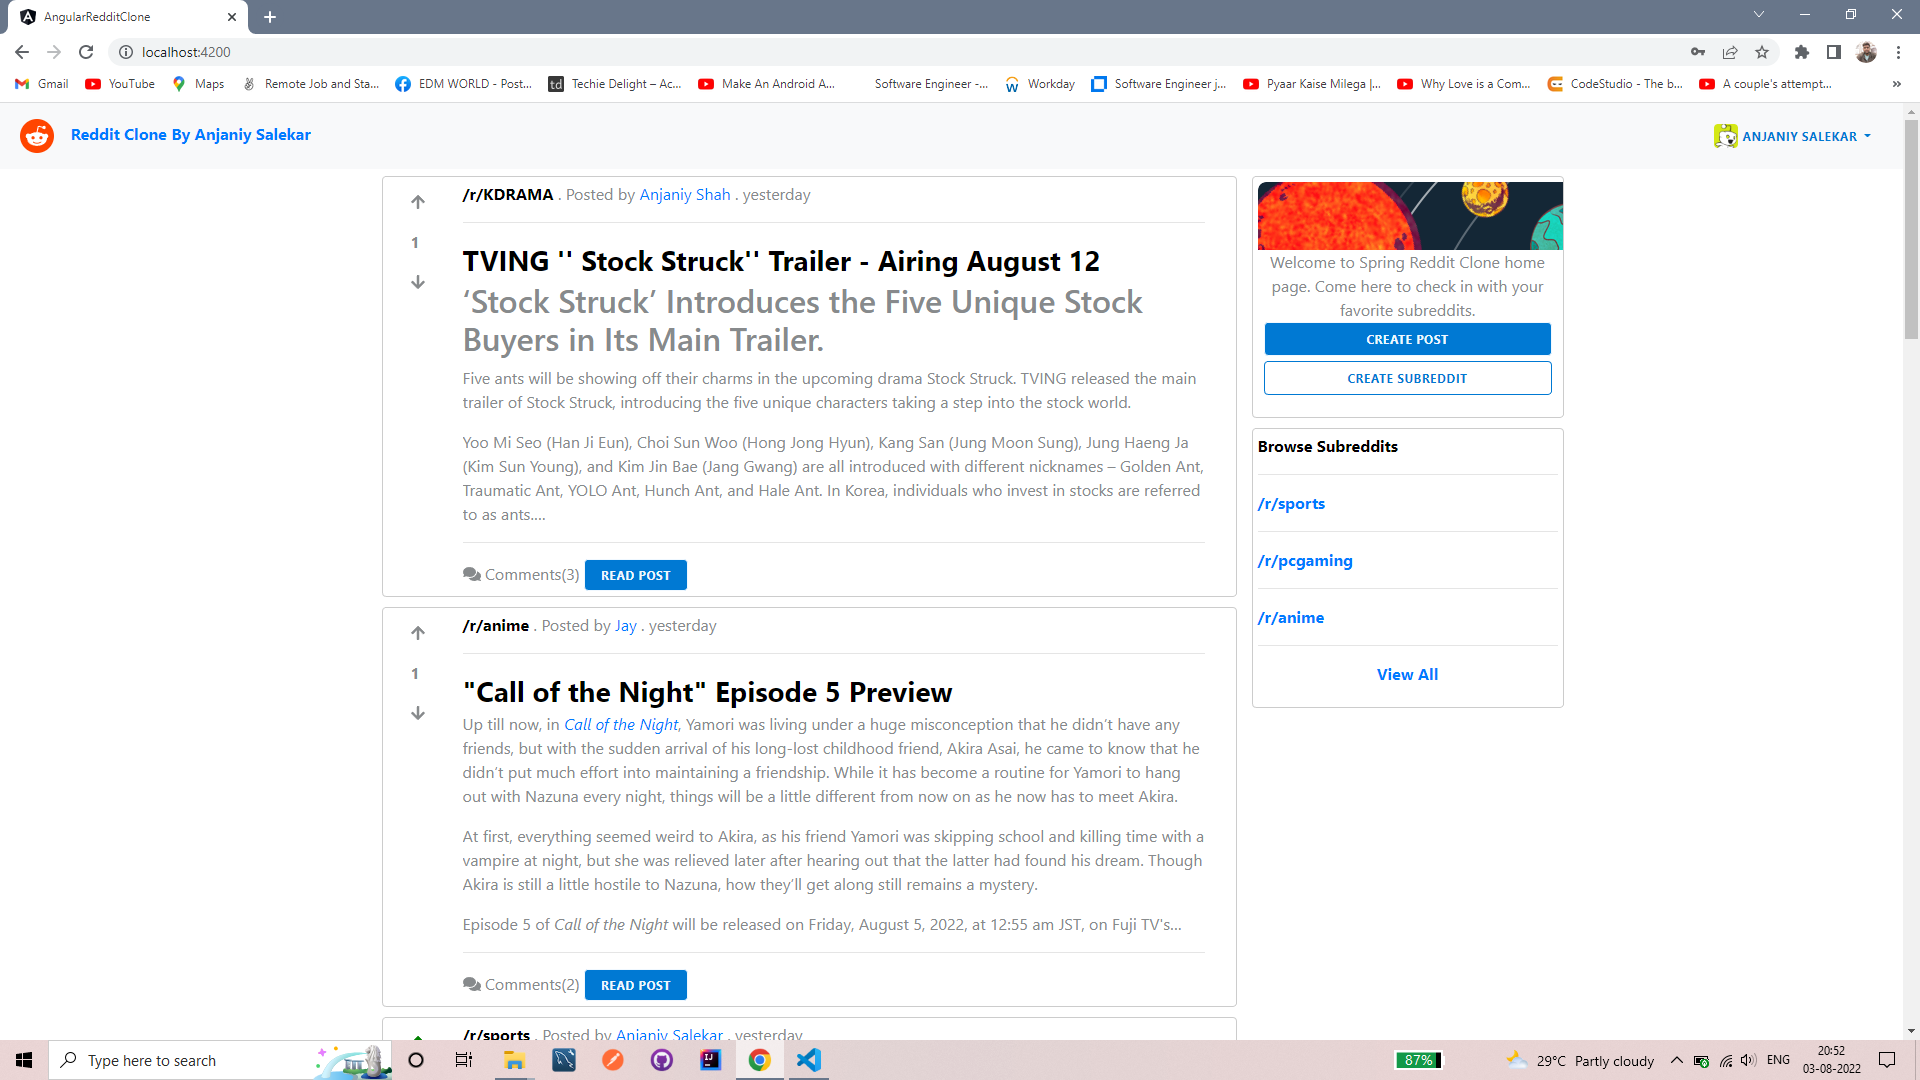 AngularRedditClone
localhost:4200
Gmail YouTube Maps Remote Job and Sta... EDM WORLD - Post... td Techie Delight – Ac... Make An Android A... Software Engineer -... Workday Software Engineer j... Pyaar Kaise Milega |... Why Love is a Com... CodeStudio - The b... A couple's attempt... »
Reddit Clone By Anjaniy Salekar
ANJANIY SALEKAR
/r/KDRAMA . Posted by Anjaniy Shah . yesterday
1
TVING '' Stock Struck'' Trailer - Airing August 12
‘Stock Struck’ Introduces the Five Unique Stock
Buyers in Its Main Trailer.
Five ants will be showing off their charms in the upcoming drama Stock Struck. TVING released the main
trailer of Stock Struck, introducing the five unique characters taking a step into the stock world.
Yoo Mi Seo (Han Ji Eun), Choi Sun Woo (Hong Jong Hyun), Kang San (Jung Moon Sung), Jung Haeng Ja
(Kim Sun Young), and Kim Jin Bae (Jang Gwang) are all introduced with different nicknames – Golden Ant,
Traumatic Ant, YOLO Ant, Hunch Ant, and Hale Ant. In Korea, individuals who invest in stocks are referred
to as ants....
Comments(3) READ POST
/r/anime . Posted by Jay . yesterday
1
"Call of the Night" Episode 5 Preview
Up till now, in Call of the Night, Yamori was living under a huge misconception that he didn’t have any
friends, but with the sudden arrival of his long-lost childhood friend, Akira Asai, he came to know that he
didn’t put much effort into maintaining a friendship. While it has become a routine for Yamori to hang
out with Nazuna every night, things will be a little different from now on as he now has to meet Akira.
At first, everything seemed weird to Akira, as his friend Yamori was skipping school and killing time with a
vampire at night, but she was relieved later after hearing out that the latter had found his dream. Though
Akira is still a little hostile to Nazuna, how they’ll get along still remains a mystery.
Episode 5 of Call of the Night will be released on Friday, August 5, 2022, at 12:55 am JST, on Fuji TV's...
Comments(2) READ POST
/r/sports . Posted by Anjaniy Salekar . yesterday
Welcome to Spring Reddit Clone home
page. Come here to check in with your
favorite subreddits.
CREATE POST
CREATE SUBREDDIT
Browse Subreddits
/r/sports
/r/pcgaming
/r/anime
View All
Type here to search
87%
29°C Partly cloudy
ENG
20:52
03-08-2022